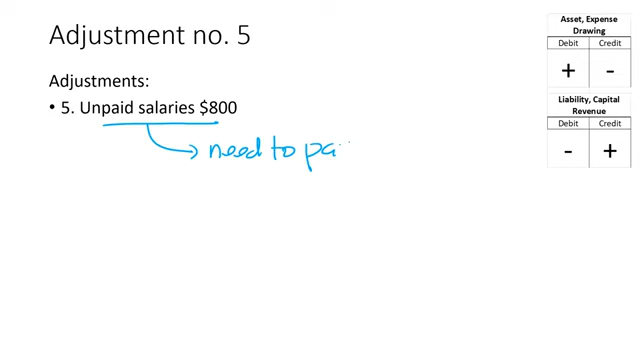 Adjustment no. 5
Adjustments:
• 5. Unpaid salaries $800
need to pa
Asset, Expense
Drawing
Debit Credit
+ -
Liability, Capital
Revenue
Debit Credit
- +